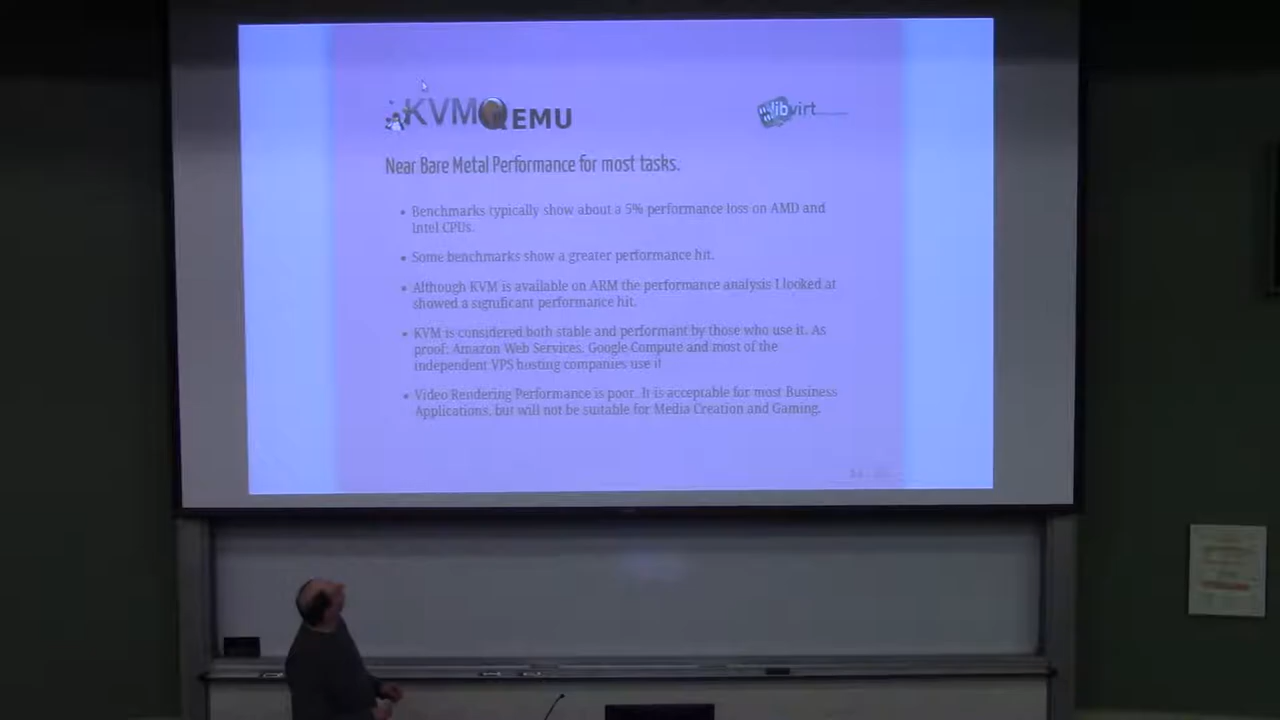 KVM QEMU
libvirt
Near Bare Metal Performance for most tasks.
• Benchmarks typically show about a 5% performance loss on AMD and
Intel CPUs.
• Some benchmarks show a greater performance hit.
• Although KVM is available on ARM the performance analysis I looked at
showed a significant performance hit.
• KVM is considered both stable and performant by those who use it. As
proof: Amazon Web Services, Google Compute and most of the
independent VPS hosting companies use it
• Video Rendering Performance is poor. It is acceptable for most Business
Applications, but will not be suitable for Media Creation and Gaming.